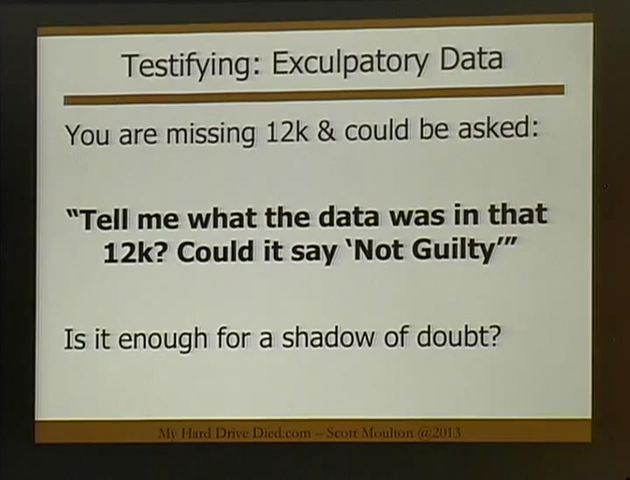 Testifying: Exculpatory Data
You are missing 12k & could be asked:
“Tell me what the data was in that
12k? Could it say ‘Not Guilty’”
Is it enough for a shadow of doubt?
My Hard Drive Died.com – Scott Moulton @2013